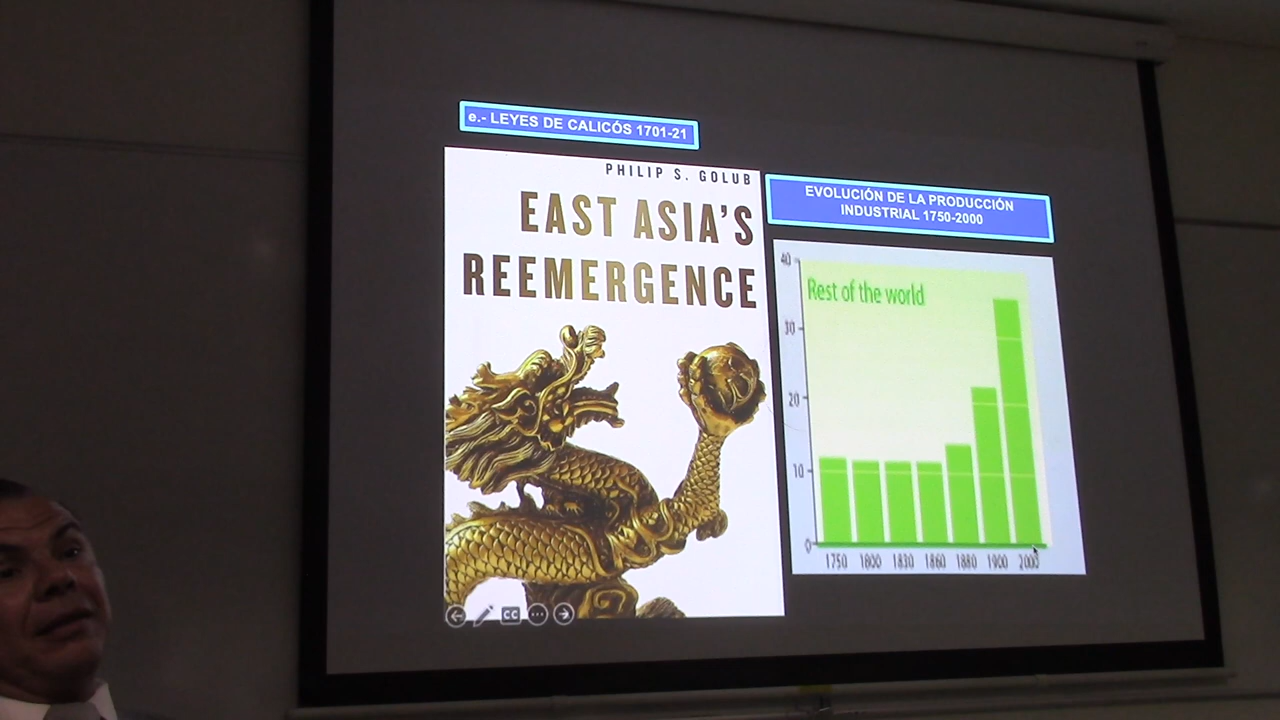 e.- LEYES DE CALICÓS 1701-21
PHILIP S. GOLUB
EAST ASIA'S
REEMERGENCE
EVOLUCIÓN DE LA PRODUCCIÓN
INDUSTRIAL 1750-2000
Rest of the world
40
30
20
10
0
1750 1800 1830 1860 1880 1900 2000
CC